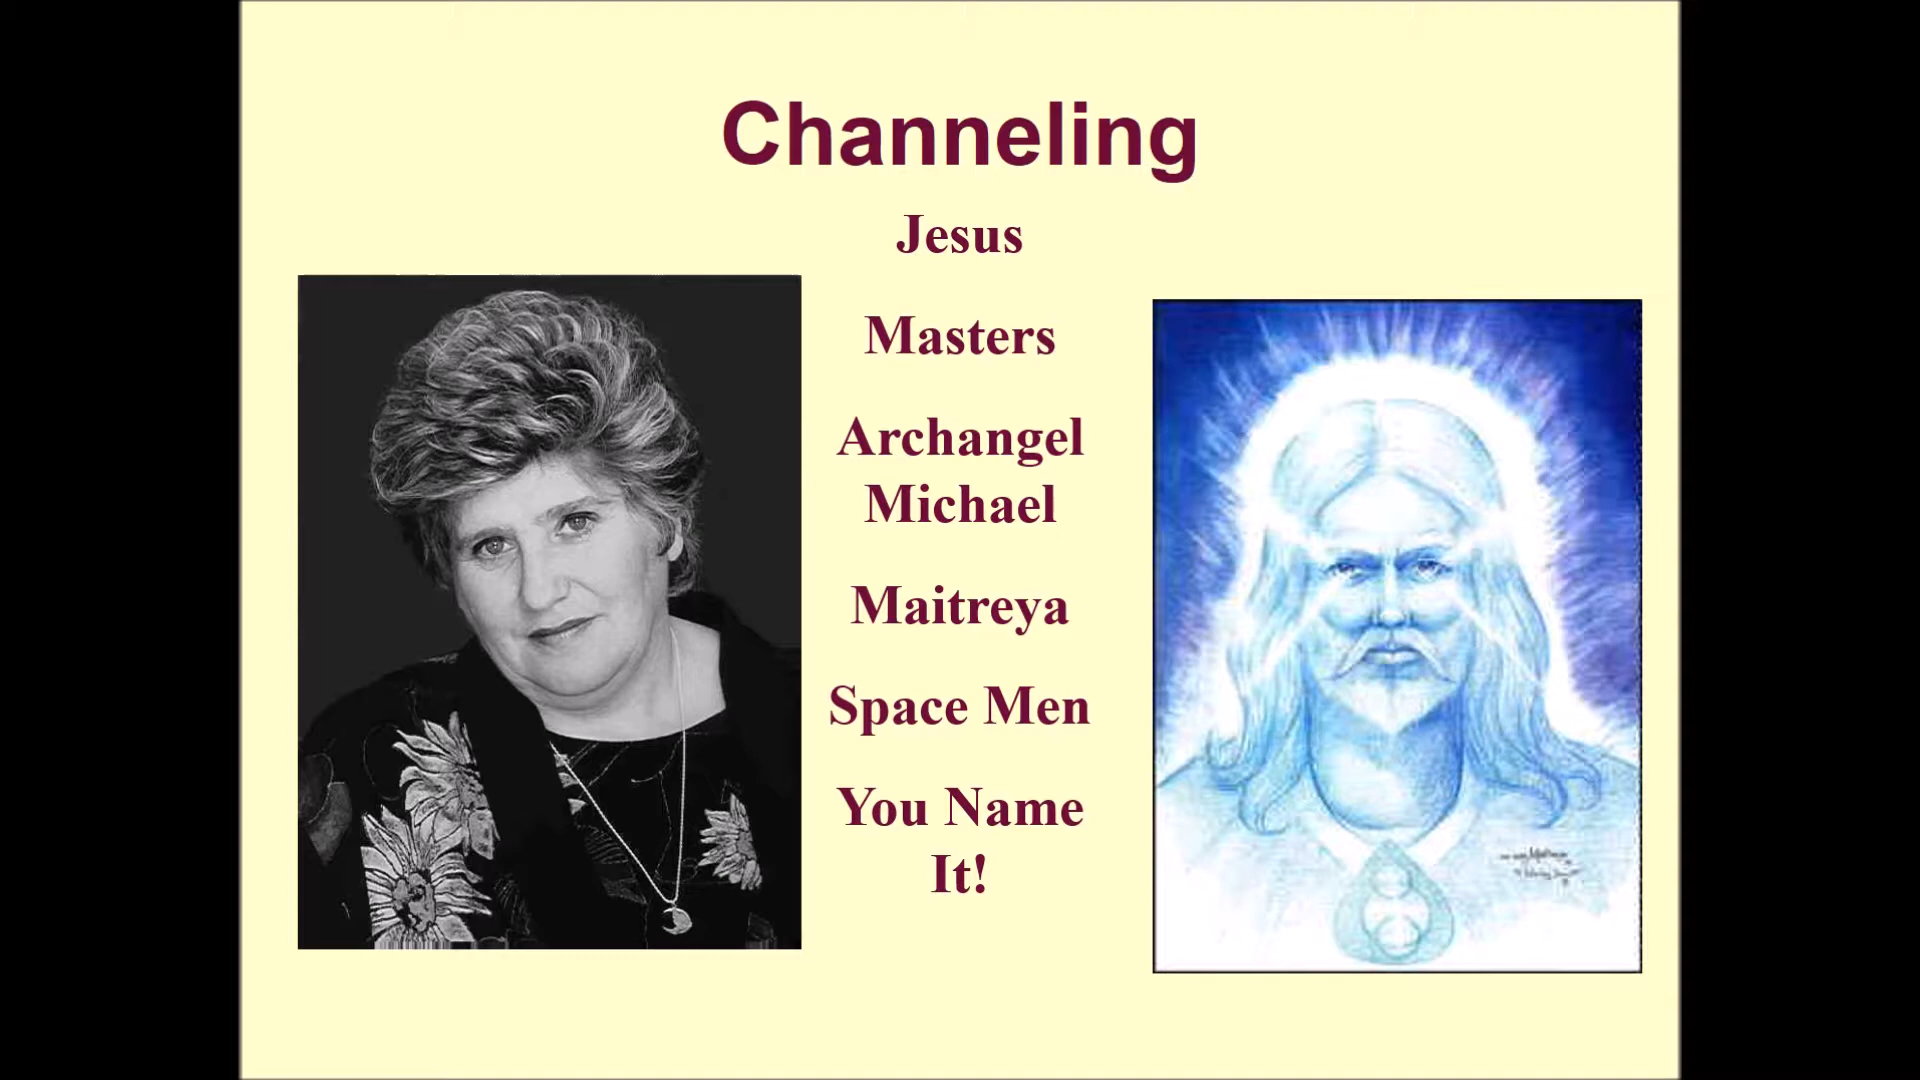 Channeling
Jesus
Masters
Archangel
Michael
Maitreya
Space Men
You Name
It!